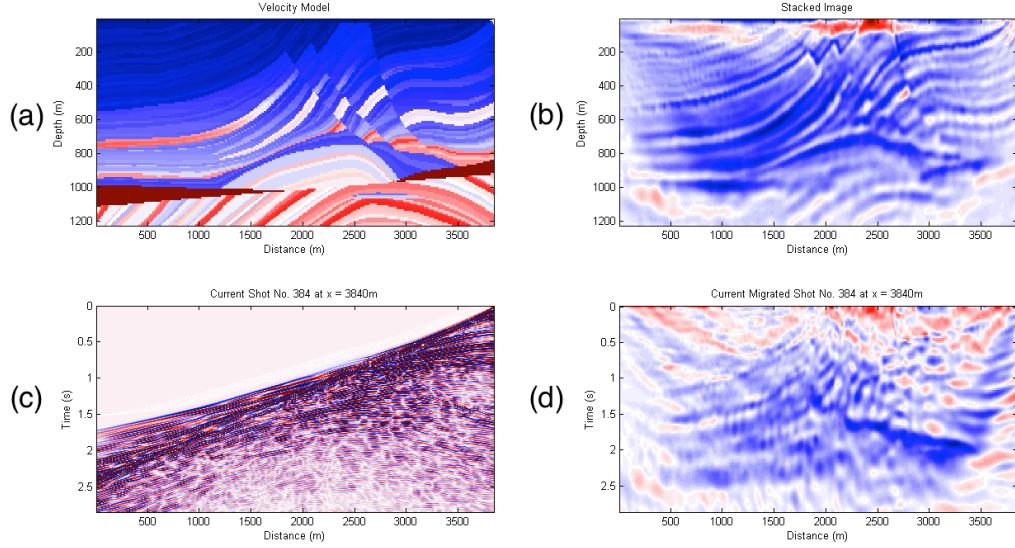 Velocity Model
(a)
Depth (m)
200
400
600
800
1000
1200
500 1000 1500 2000 2500 3000 3500
Distance (m)
Stacked Image
(b)
Depth (m)
200
400
600
800
1000
1200
500 1000 1500 2000 2500 3000 3500
Distance (m)
Current Shot No. 384 at x = 3840m
(c)
Time (s)
0
0.5
1
1.5
2
2.5
500 1000 1500 2000 2500 3000 3500
Distance (m)
Current Migrated Shot No. 384 at x = 3840m
(d)
Time (s)
0
0.5
1
1.5
2
2.5
500 1000 1500 2000 2500 3000 3500
Distance (m)